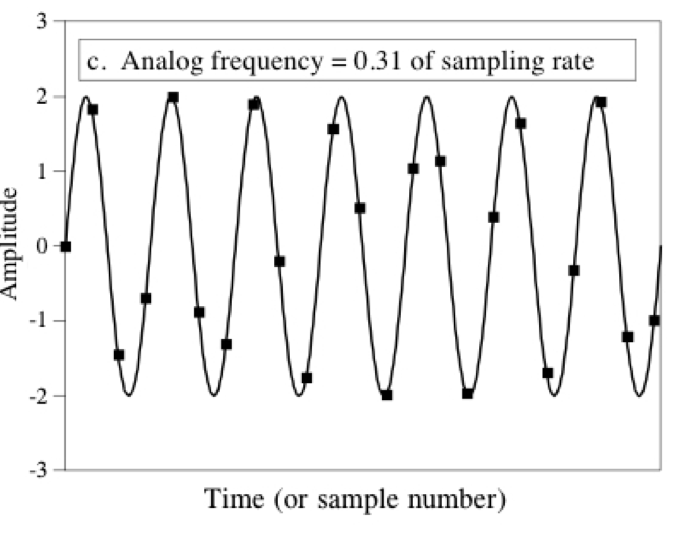 3
c. Analog frequency = 0.31 of sampling rate
2
1
0
-1
-2
-3
Amplitude
Time (or sample number)